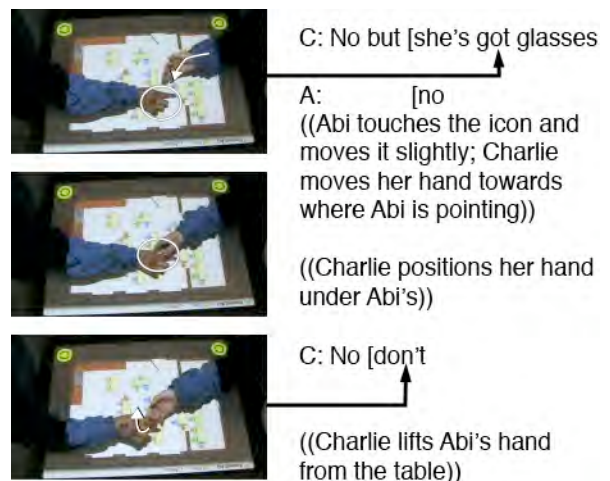 C: No but [she's got glasses
A: [no
((Abi touches the icon and
moves it slightly; Charlie
moves her hand towards
where Abi is pointing))
((Charlie positions her hand
under Abi's))
C: No [don't
((Charlie lifts Abi's hand
from the table))